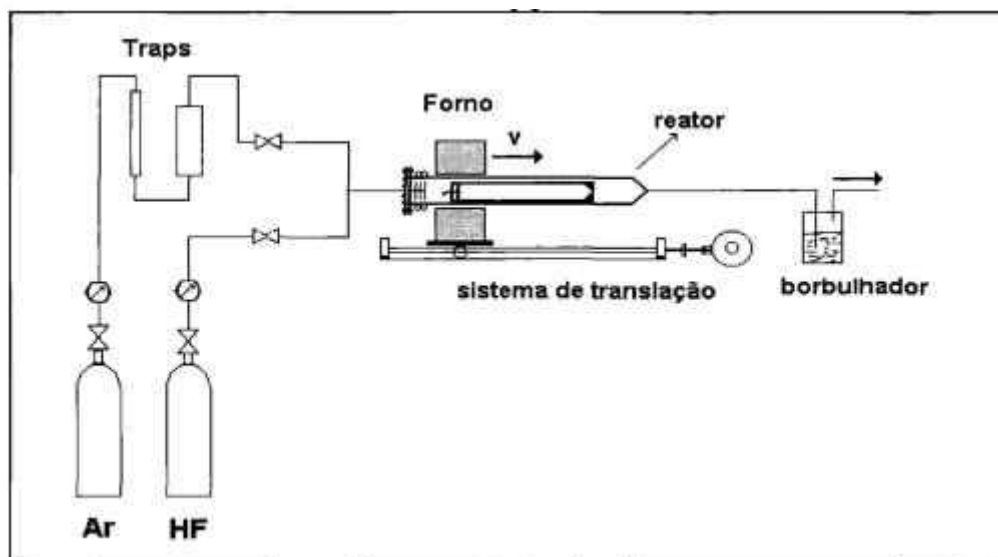 Traps
Forno
v
reator
sistema de translação
borbulhador
Ar
HF